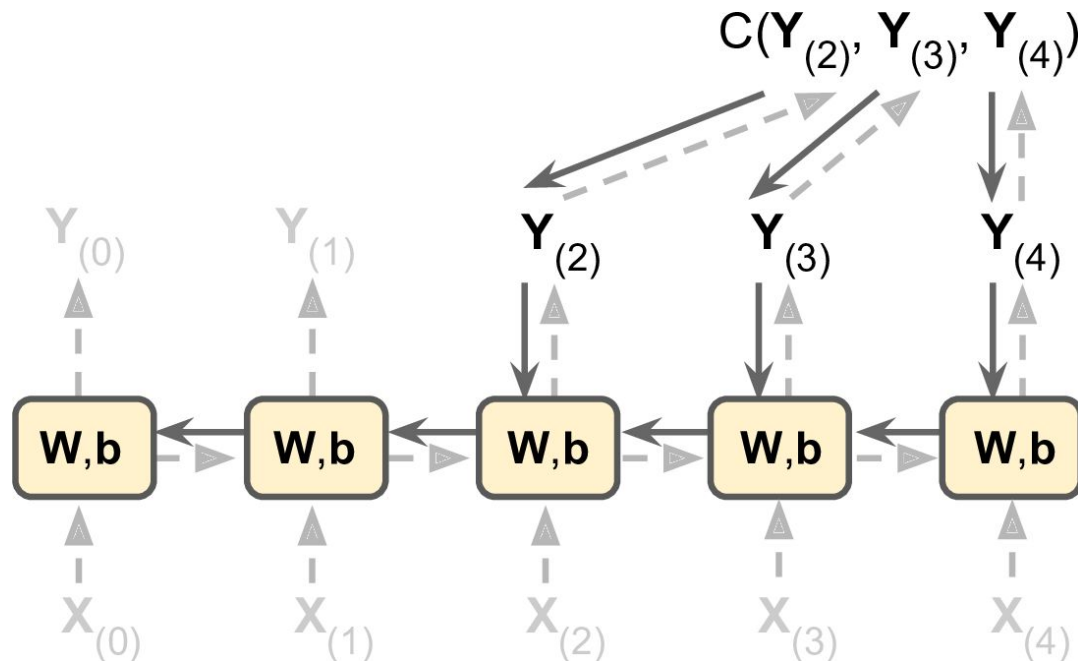 C(Y(2), Y(3), Y(4))
Y(0) Y(1) Y(2) Y(3) Y(4)
W,b W,b W,b W,b W,b
X(0) X(1) X(2) X(3) X(4)